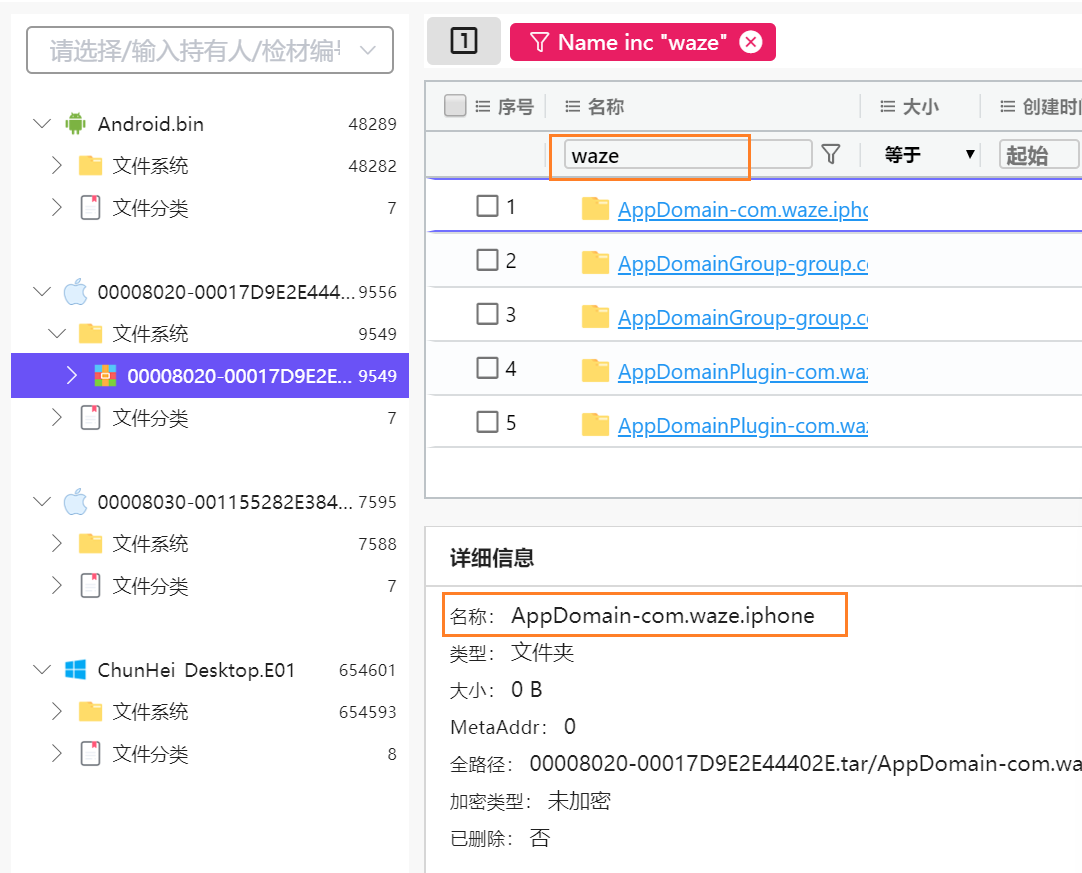 请选择/输入持有人/检材编号
Android.bin 48289
文件系统 48282
文件分类 7
00008020-00017D9E2E444... 9556
文件系统 9549
00008020-00017D9E2E... 9549
文件分类 7
00008030-001155282E384... 7595
文件系统 7588
文件分类 7
ChunHei Desktop.E01 654601
文件系统 654593
文件分类 8
1
Name inc "waze"
序号 名称 大小 创建时间
waze 等于 起始
1 AppDomain-com.waze.ipho
2 AppDomainGroup-group.c
3 AppDomainGroup-group.c
4 AppDomainPlugin-com.wa
5 AppDomainPlugin-com.wa
详细信息
名称: AppDomain-com.waze.iphone
类型: 文件夹
大小: 0 B
MetaAddr: 0
全路径: 00008020-00017D9E2E44402E.tar/AppDomain-com.wa
加密类型: 未加密
已删除: 否